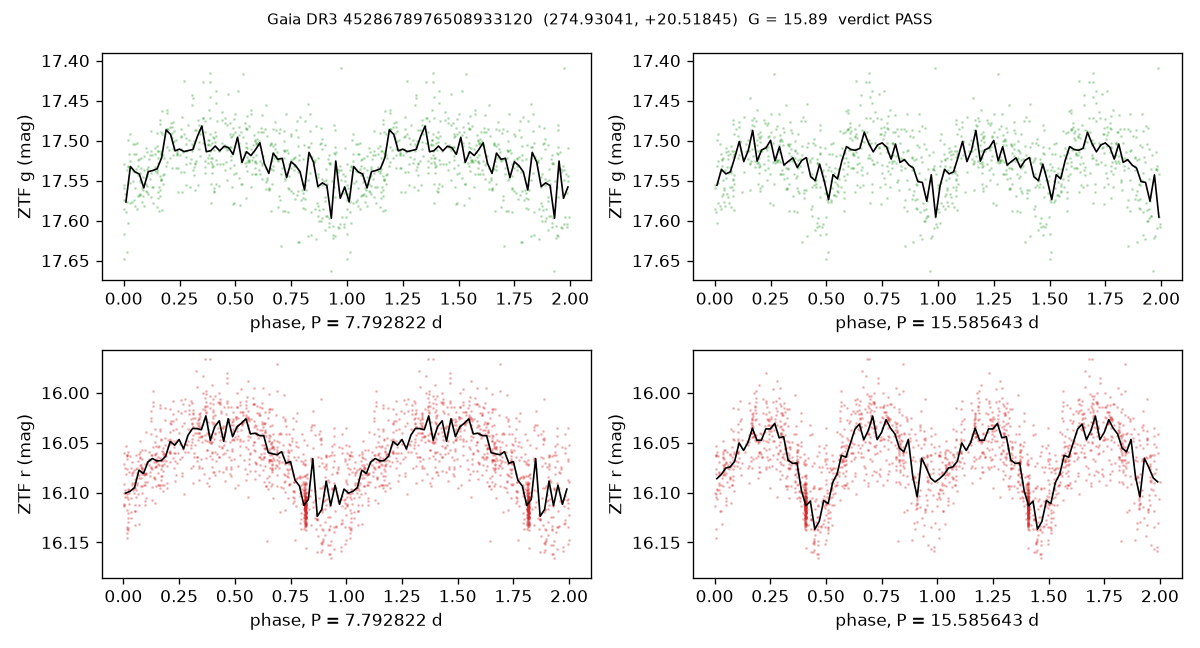 Gaia DR3 4528678976508933120 (274.93041, +20.51845) G = 15.89 verdict PASS
ZTF g (mag)
17.40
17.45
17.50
17.55
17.60
17.65
0.00 0.25 0.50 0.75 1.00 1.25 1.50 1.75 2.00
phase, P = 7.792822 d
ZTF g (mag)
17.40
17.45
17.50
17.55
17.60
17.65
0.00 0.25 0.50 0.75 1.00 1.25 1.50 1.75 2.00
phase, P = 15.585643 d
ZTF r (mag)
16.00
16.05
16.10
16.15
0.00 0.25 0.50 0.75 1.00 1.25 1.50 1.75 2.00
phase, P = 7.792822 d
ZTF r (mag)
16.00
16.05
16.10
16.15
0.00 0.25 0.50 0.75 1.00 1.25 1.50 1.75 2.00
phase, P = 15.585643 d